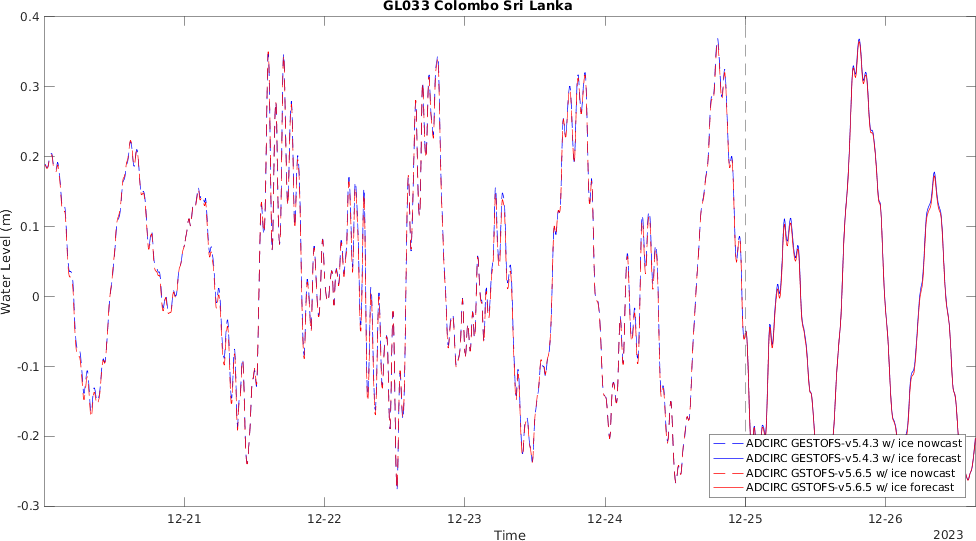 GL033 Colombo Sri Lanka
0.4
0.3
0.2
0.1
0
-0.1
-0.2
-0.3
Water Level (m)
12-21
12-22
12-23
12-24
12-25
12-26
Time
2023
ADCIRC GESTOFS-v5.4.3 w/ ice nowcast
ADCIRC GESTOFS-v5.4.3 w/ ice forecast
ADCIRC GSTOFS-v5.6.5 w/ ice nowcast
ADCIRC GSTOFS-v5.6.5 w/ ice forecast